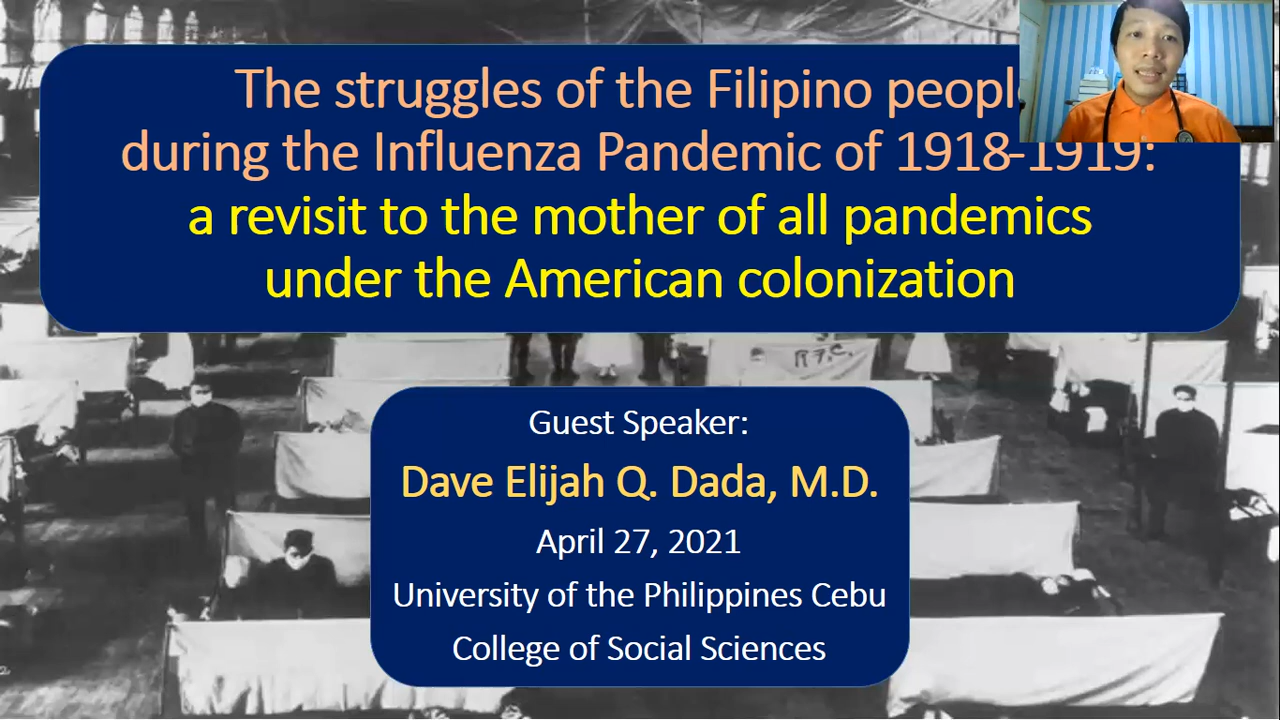 The struggles of the Filipino peopl
during the Influenza Pandemic of 1918-1919:
a revisit to the mother of all pandemics
under the American colonization
R.T.C.
Guest Speaker:
Dave Elijah Q. Dada, M.D.
April 27, 2021
University of the Philippines Cebu
College of Social Sciences